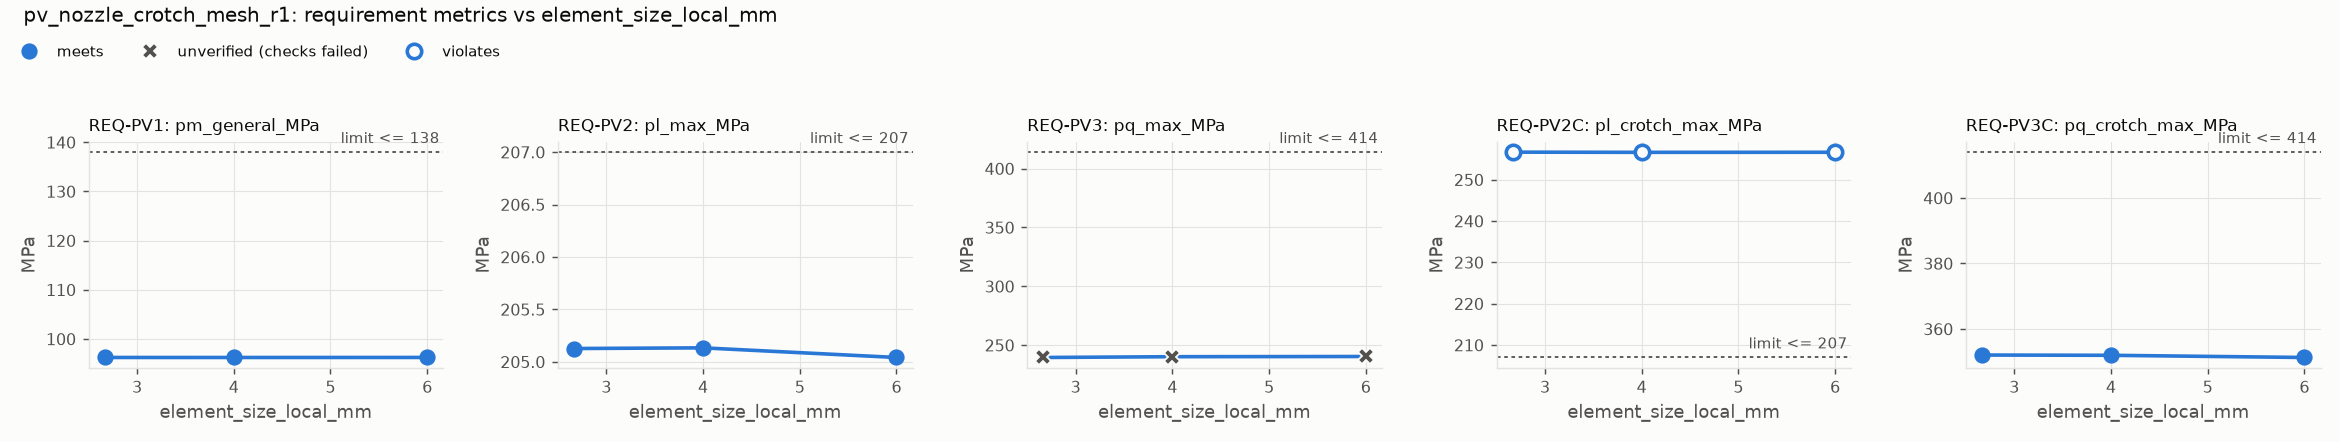 pv_nozzle_crotch_mesh_r1: requirement metrics vs element_size_local_mm
meets
unverified (checks failed)
violates
REQ-PV1: pm_general_MPa
limit <= 138
140
130
120
110
100
MPa
3 4 5 6
element_size_local_mm
REQ-PV2: pl_max_MPa
limit <= 207
207.0
206.5
206.0
205.5
205.0
MPa
3 4 5 6
element_size_local_mm
REQ-PV3: pq_max_MPa
limit <= 414
400
350
300
250
MPa
3 4 5 6
element_size_local_mm
REQ-PV2C: pl_crotch_max_MPa
250
240
230
220
210
limit <= 207
MPa
3 4 5 6
element_size_local_mm
REQ-PV3C: pq_crotch_max_MPa
limit <= 414
400
380
360
MPa
3 4 5 6
element_size_local_mm